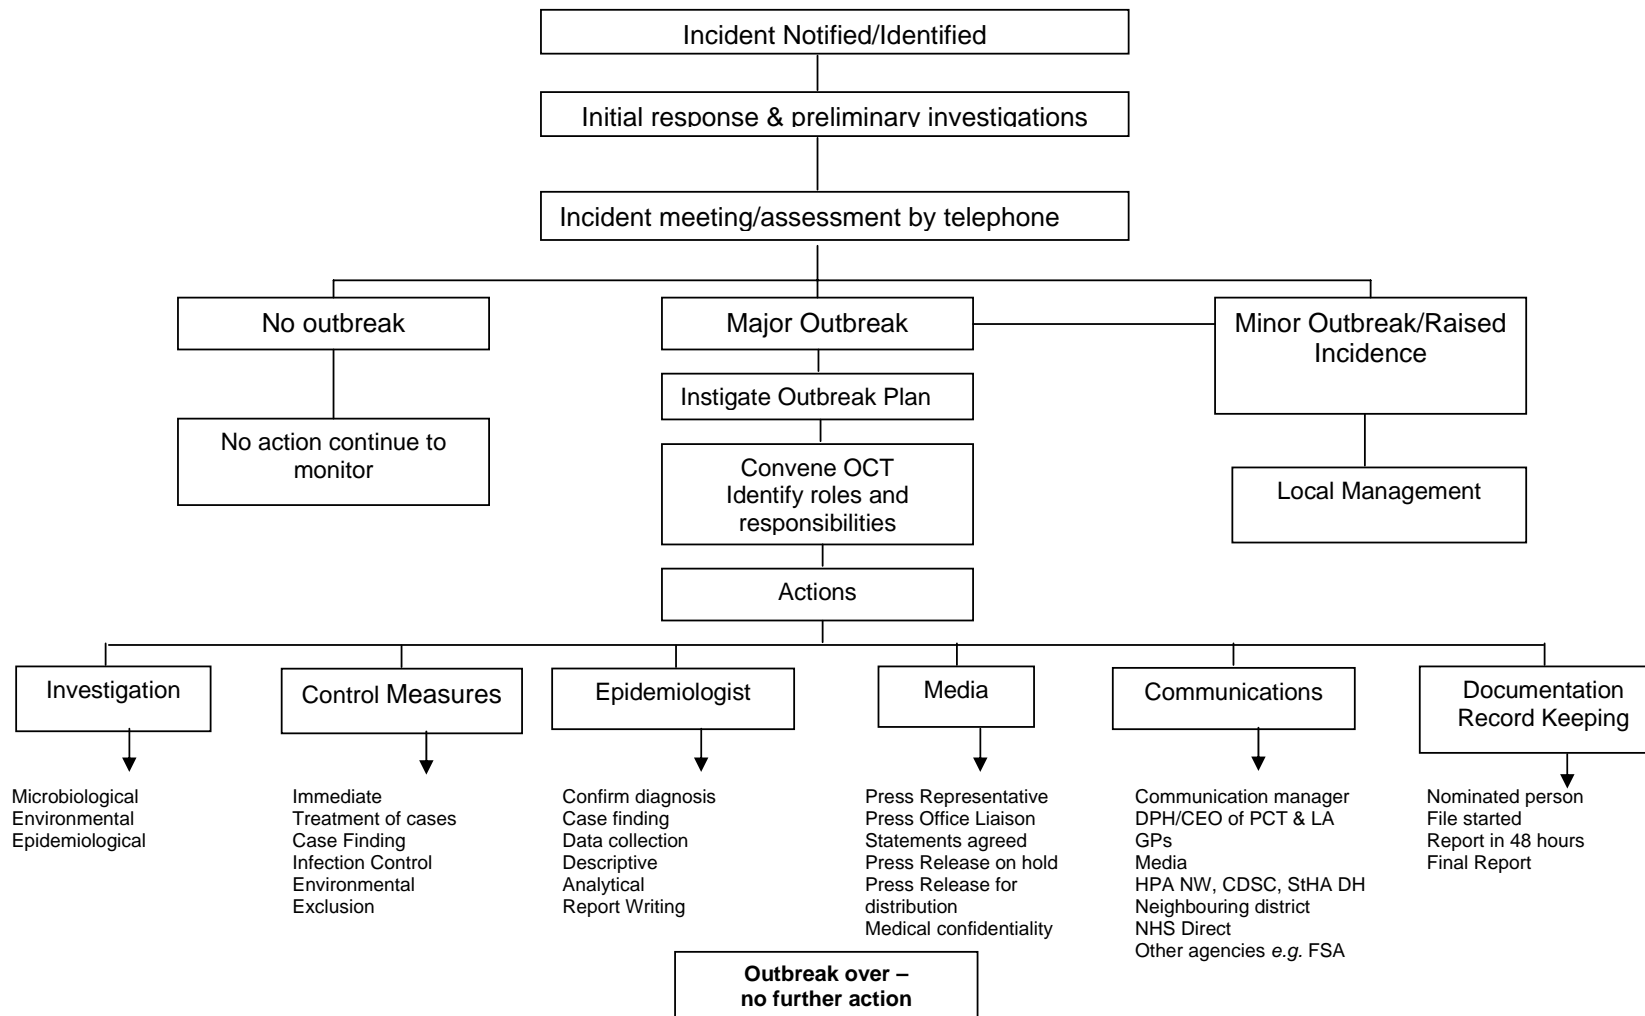 Incident Notified/Identified
Initial response & preliminary investigations
Incident meeting/assessment by telephone
No outbreak
Major Outbreak
Minor Outbreak/Raised
Incidence
Instigate Outbreak Plan
No action continue to
monitor
Convene OCT
Identify roles and
responsibilities
Local Management
Actions
Investigation
Control Measures
Epidemiologist
Media
Communications
Documentation
Record Keeping
Microbiological
Environmental
Epidemiological
Immediate
Treatment of cases
Case Finding
Infection Control
Environmental
Exclusion
Confirm diagnosis
Case finding
Data collection
Descriptive
Analytical
Report Writing
Press Representative
Press Office Liaison
Statements agreed
Press Release on hold
Press Release for
distribution
Medical confidentiality
Communication manager
DPH/CEO of PCT & LA
GPs
Media
HPA NW, CDSC, StHA DH
Neighbouring district
NHS Direct
Other agencies e.g. FSA
Nominated person
File started
Report in 48 hours
Final Report
Outbreak over –
no further action